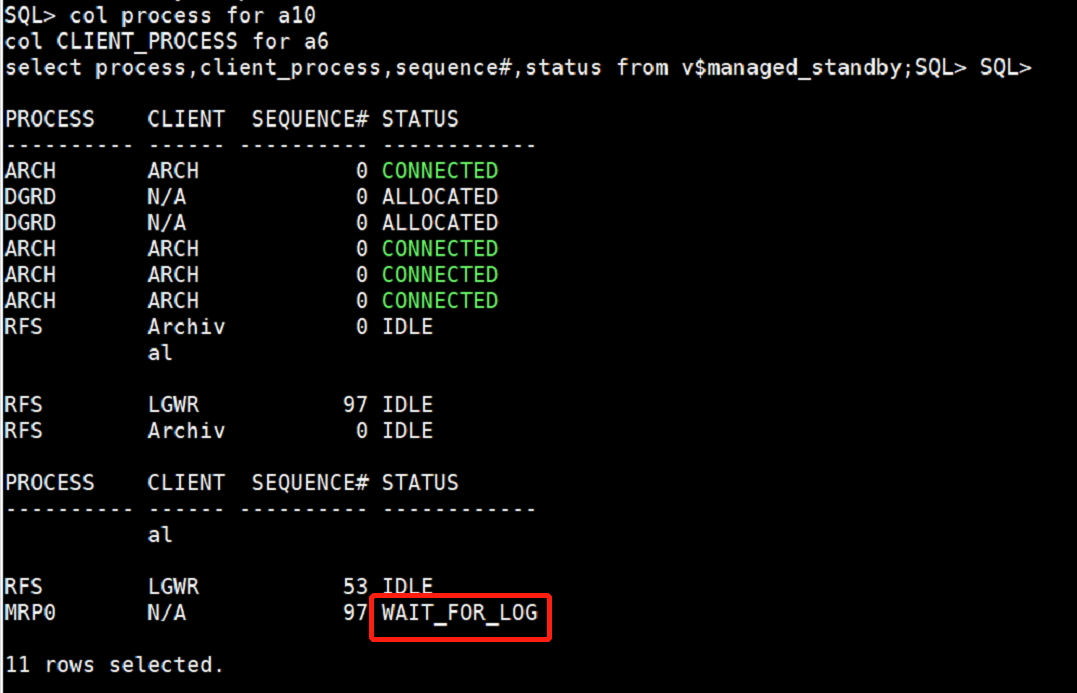 SQL> col process for a10
col CLIENT_PROCESS for a6
select process,client_process,sequence#,status from v$managed_standby;SQL> SQL>
PROCESS    CLIENT  SEQUENCE# STATUS
---------- ------ ---------- ------------
ARCH       ARCH            0 CONNECTED
DGRD       N/A             0 ALLOCATED
DGRD       N/A             0 ALLOCATED
ARCH       ARCH            0 CONNECTED
ARCH       ARCH            0 CONNECTED
ARCH       ARCH            0 CONNECTED
RFS        Archiv          0 IDLE
           al
RFS        LGWR           97 IDLE
RFS        Archiv          0 IDLE
PROCESS    CLIENT  SEQUENCE# STATUS
---------- ------ ---------- ------------
           al
RFS        LGWR           53 IDLE
MRP0       N/A            97 WAIT_FOR_LOG
11 rows selected.